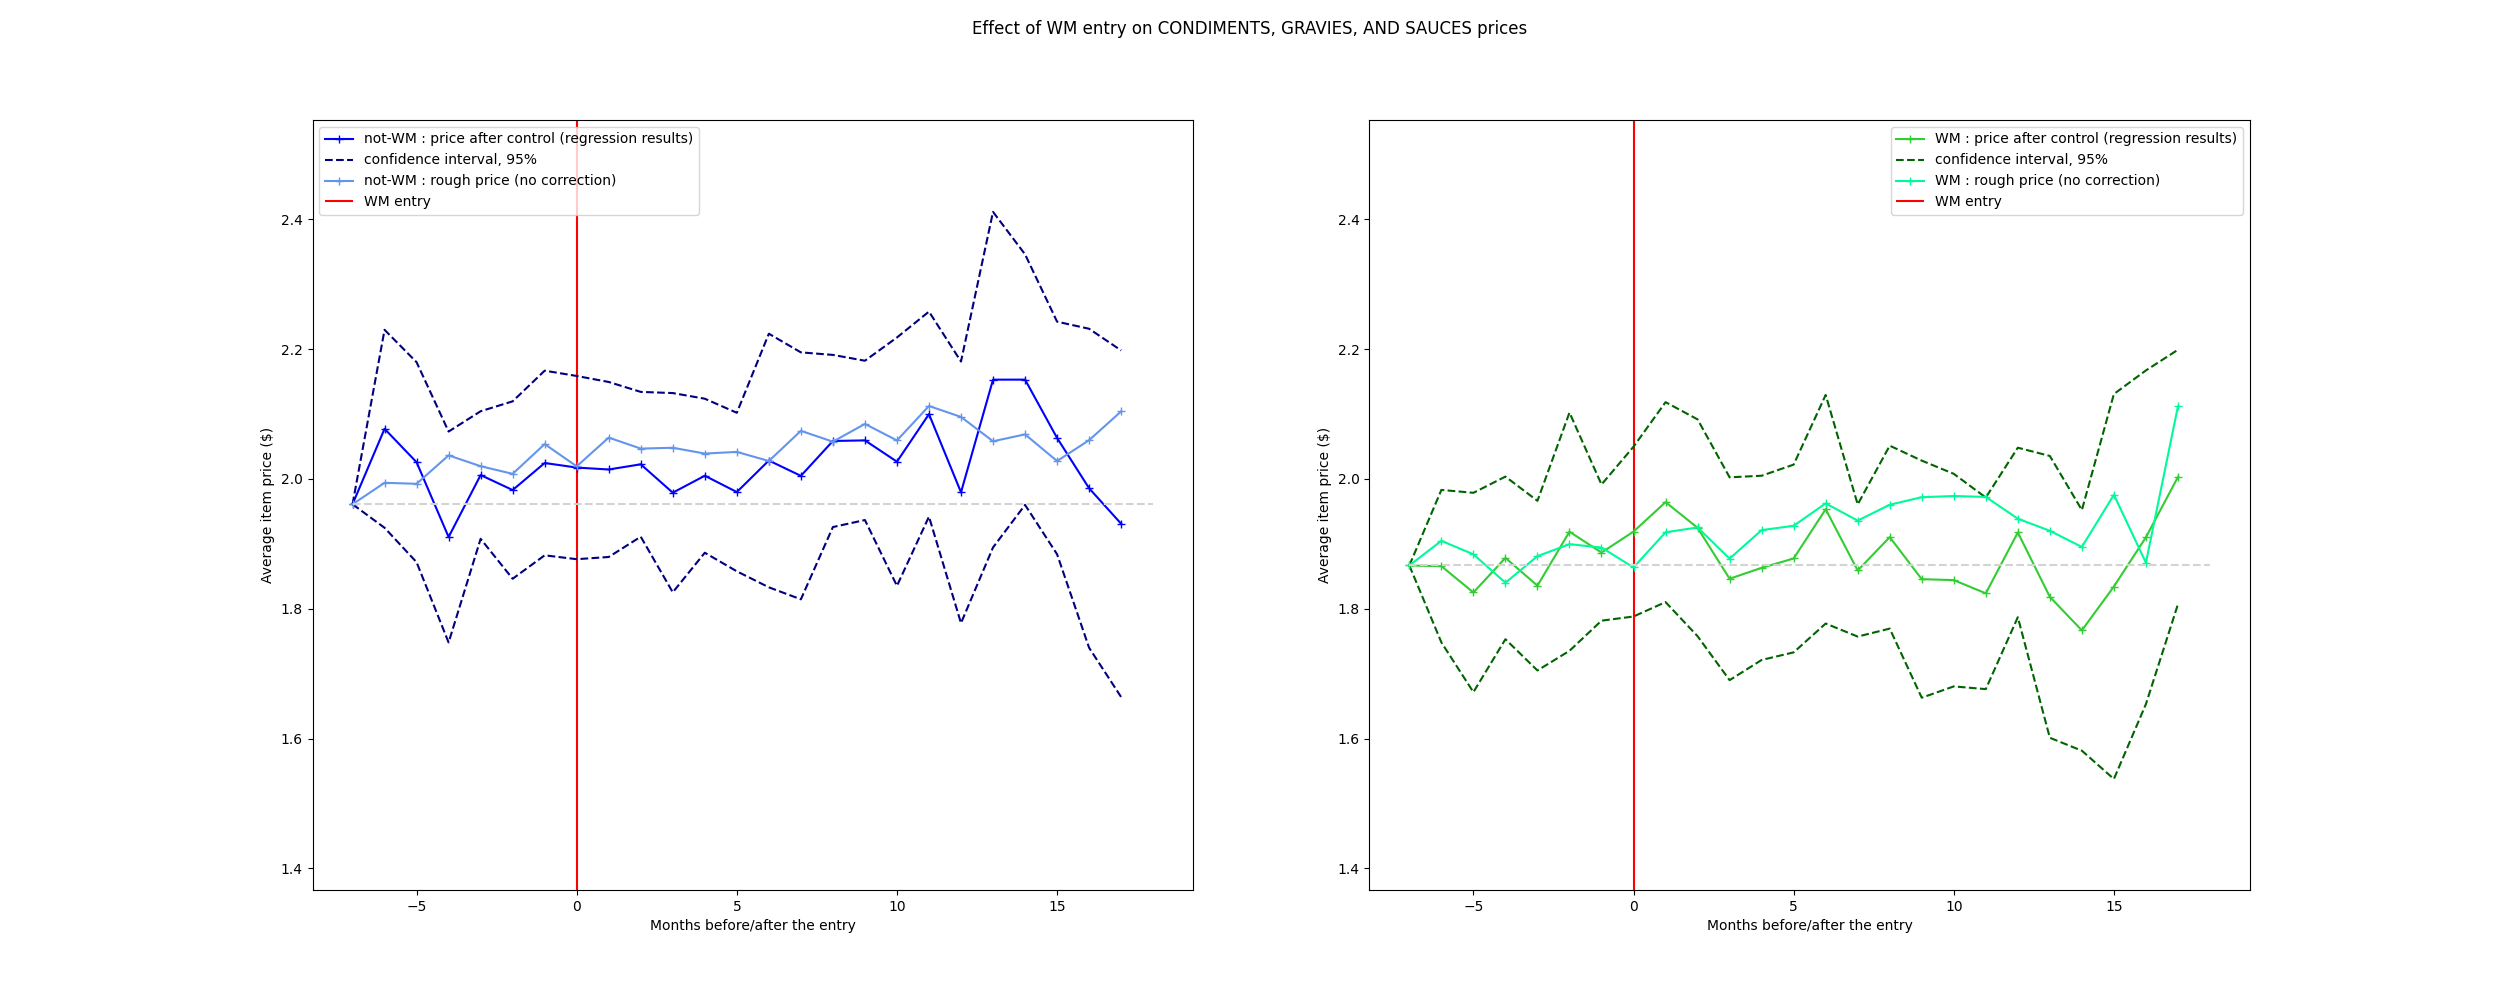 Effect of WM entry on CONDIMENTS, GRAVIES, AND SAUCES prices
not-WM : price after control (regression results)
confidence interval, 95%
not-WM : rough price (no correction)
WM entry
2.4
2.2
2.0
1.8
1.6
1.4
Average item price ($)
−5
0
5
10
15
Months before/after the entry
WM : price after control (regression results)
confidence interval, 95%
WM : rough price (no correction)
WM entry
2.4
2.2
2.0
1.8
1.6
1.4
Average item price ($)
−5
0
5
10
15
Months before/after the entry